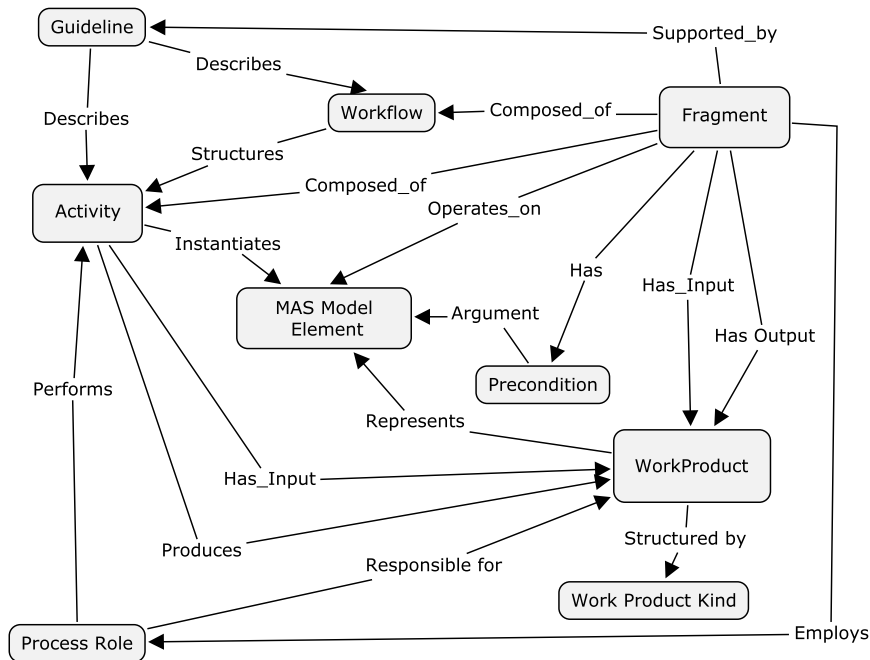 Guideline
Supported_by
Describes
Workflow
Composed_of
Fragment
Describes
Structures
Composed_of
Activity
Operates_on
Instantiates
Has
Has_Input
MAS Model
Element
Argument
Has Output
Precondition
Performs
Represents
WorkProduct
Has_Input
Structured by
Produces
Responsible for
Work Product Kind
Process Role
Employs